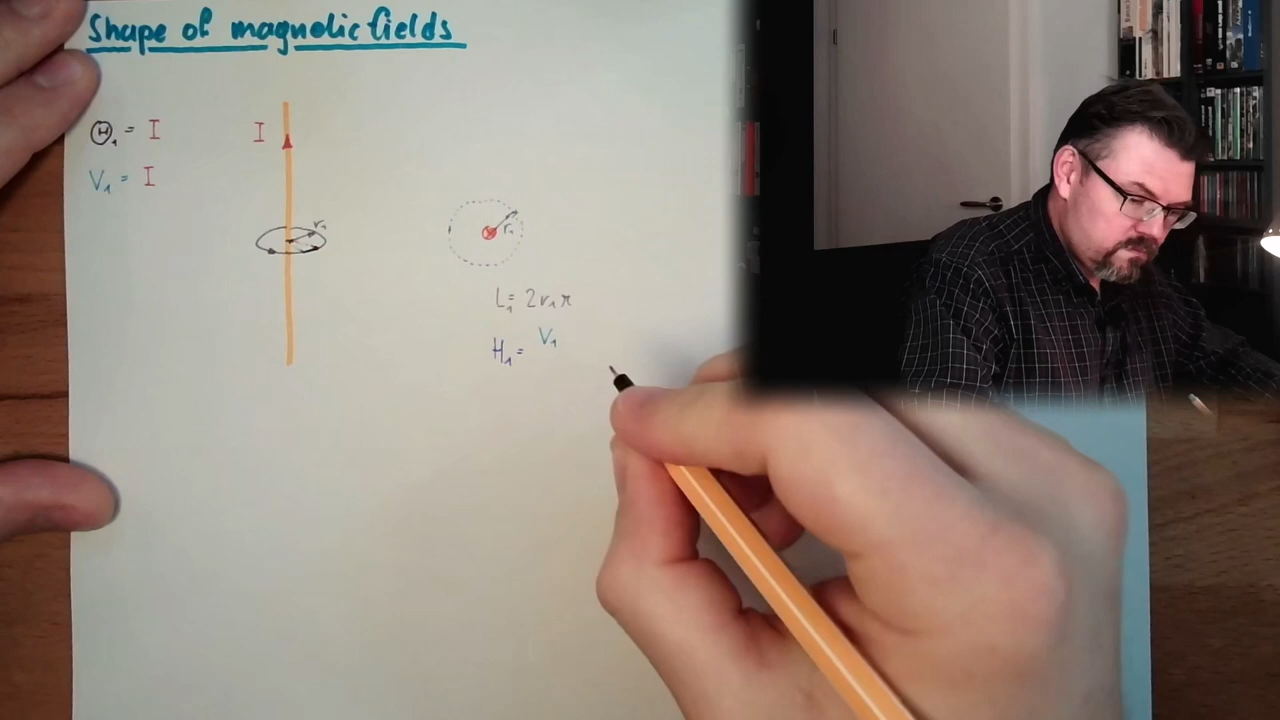 Shape of magnetic fields
Θ₁ = I
V₁ = I
I
r₁
r₁
L₁ = 2r₁π
H₁ = V₁